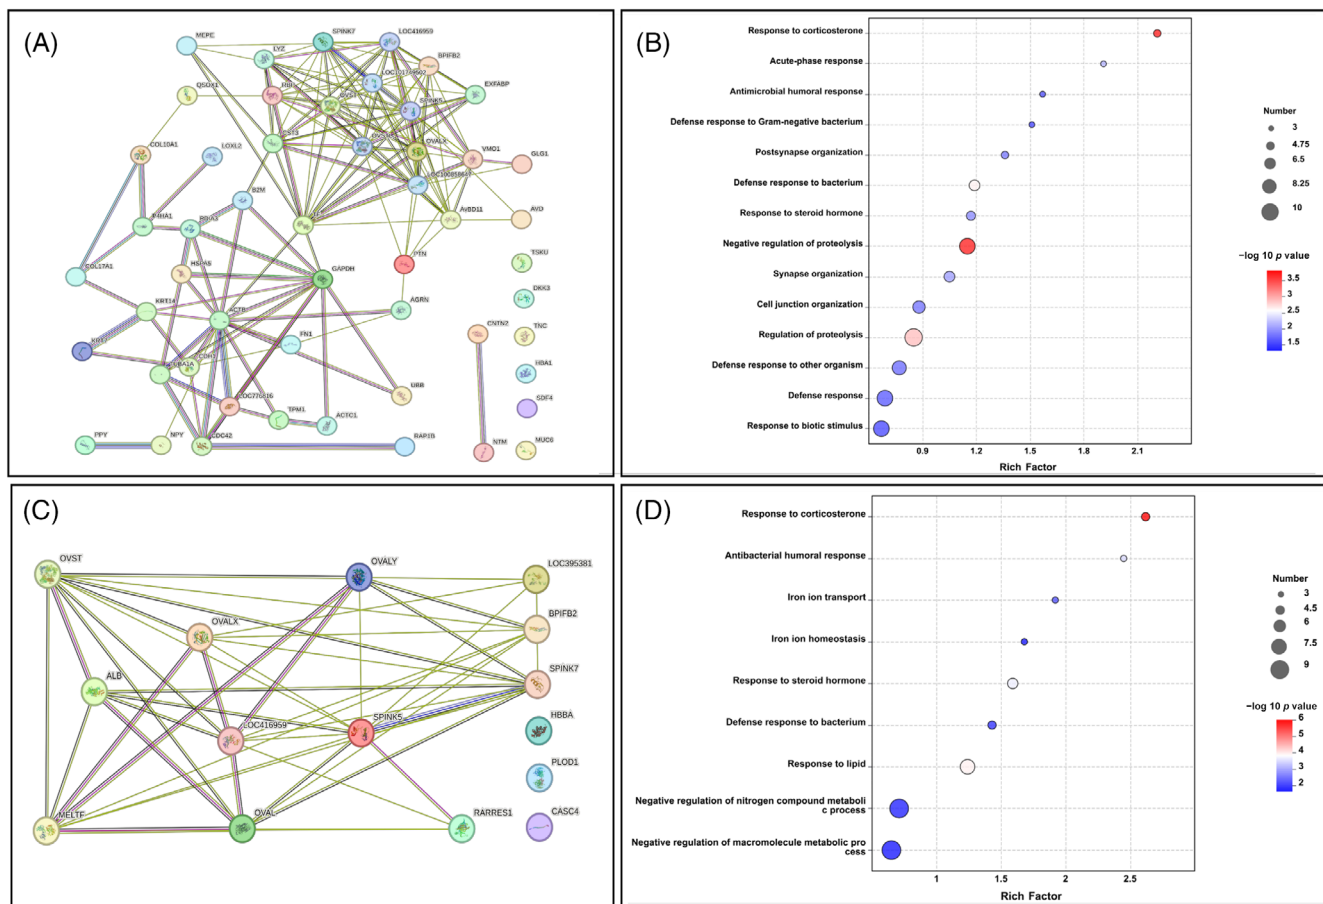 (A)
MEPE
SPINK7
LOC416959
LYZ
BPIFB2
LOC101749602
QSOX1
EXFABP
OVST
SPINK5
CST3
OVALX
COL10A1
LOXL2
VMO1
GLG1
LOC100858647
B2M
P4HA1
AVBD11
AVD
PTN
TSKU
HSPA5
GAPDH
COL17A1
DKK3
KRT14
AGRN
ACTB
CNTN2
TNC
FN1
CDH1
TUBA1A
HBA1
UBB
LOC776816
SDF4
TPM1
ACTC1
PPY
NPY
CDC42
RAP1B
NTM
MUC6
(B)
Response to corticosterone
Acute-phase response
Antimicrobial humoral response
Defense response to Gram-negative bacterium
Postsynapse organization
Defense response to bacterium
Response to steroid hormone
Negative regulation of proteolysis
Synapse organization
Cell junction organization
Regulation of proteolysis
Defense response to other organism
Defense response
Response to biotic stimulus
0.9 1.2 1.5 1.8 2.1
Rich Factor
Number
3
4.75
6.5
8.25
10
−log 10 p value
3.5
3
2.5
2
1.5
(C)
OVST
OVALY
LOC395381
BPIFB2
OVALX
SPINK7
ALB
SPINK5
LOC416959
HBBA
PLOD1
MELTF
OVAL
RARRES1
CASC4
(D)
Response to corticosterone
Antibacterial humoral response
Iron ion transport
Iron ion homeostasis
Response to steroid hormone
Defense response to bacterium
Response to lipid
Negative regulation of nitrogen compound metaboli
c process
Negative regulation of macromolecule metabolic pro
cess
1 1.5 2 2.5
Rich Factor
Number
3
4.5
6
7.5
9
−log 10 p value
6
5
4
3
2